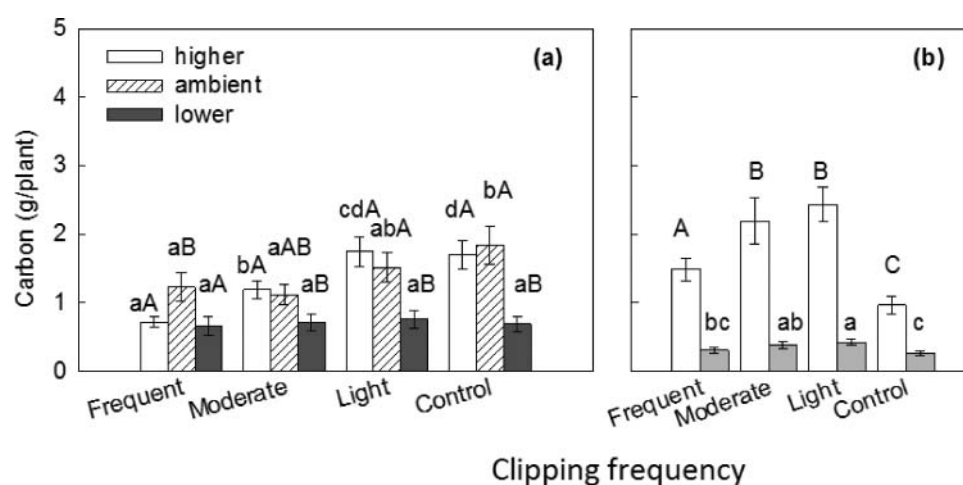 5
4
3
2
1
0
Carbon (g/plant)
higher
ambient
lower
(a)
aA
aB
aA
bA
aAB
aB
cdA
abA
aB
dA
bA
aB
Frequent
Moderate
Light
Control
(b)
A
bc
B
ab
B
a
C
c
Frequent
Moderate
Light
Control
Clipping frequency